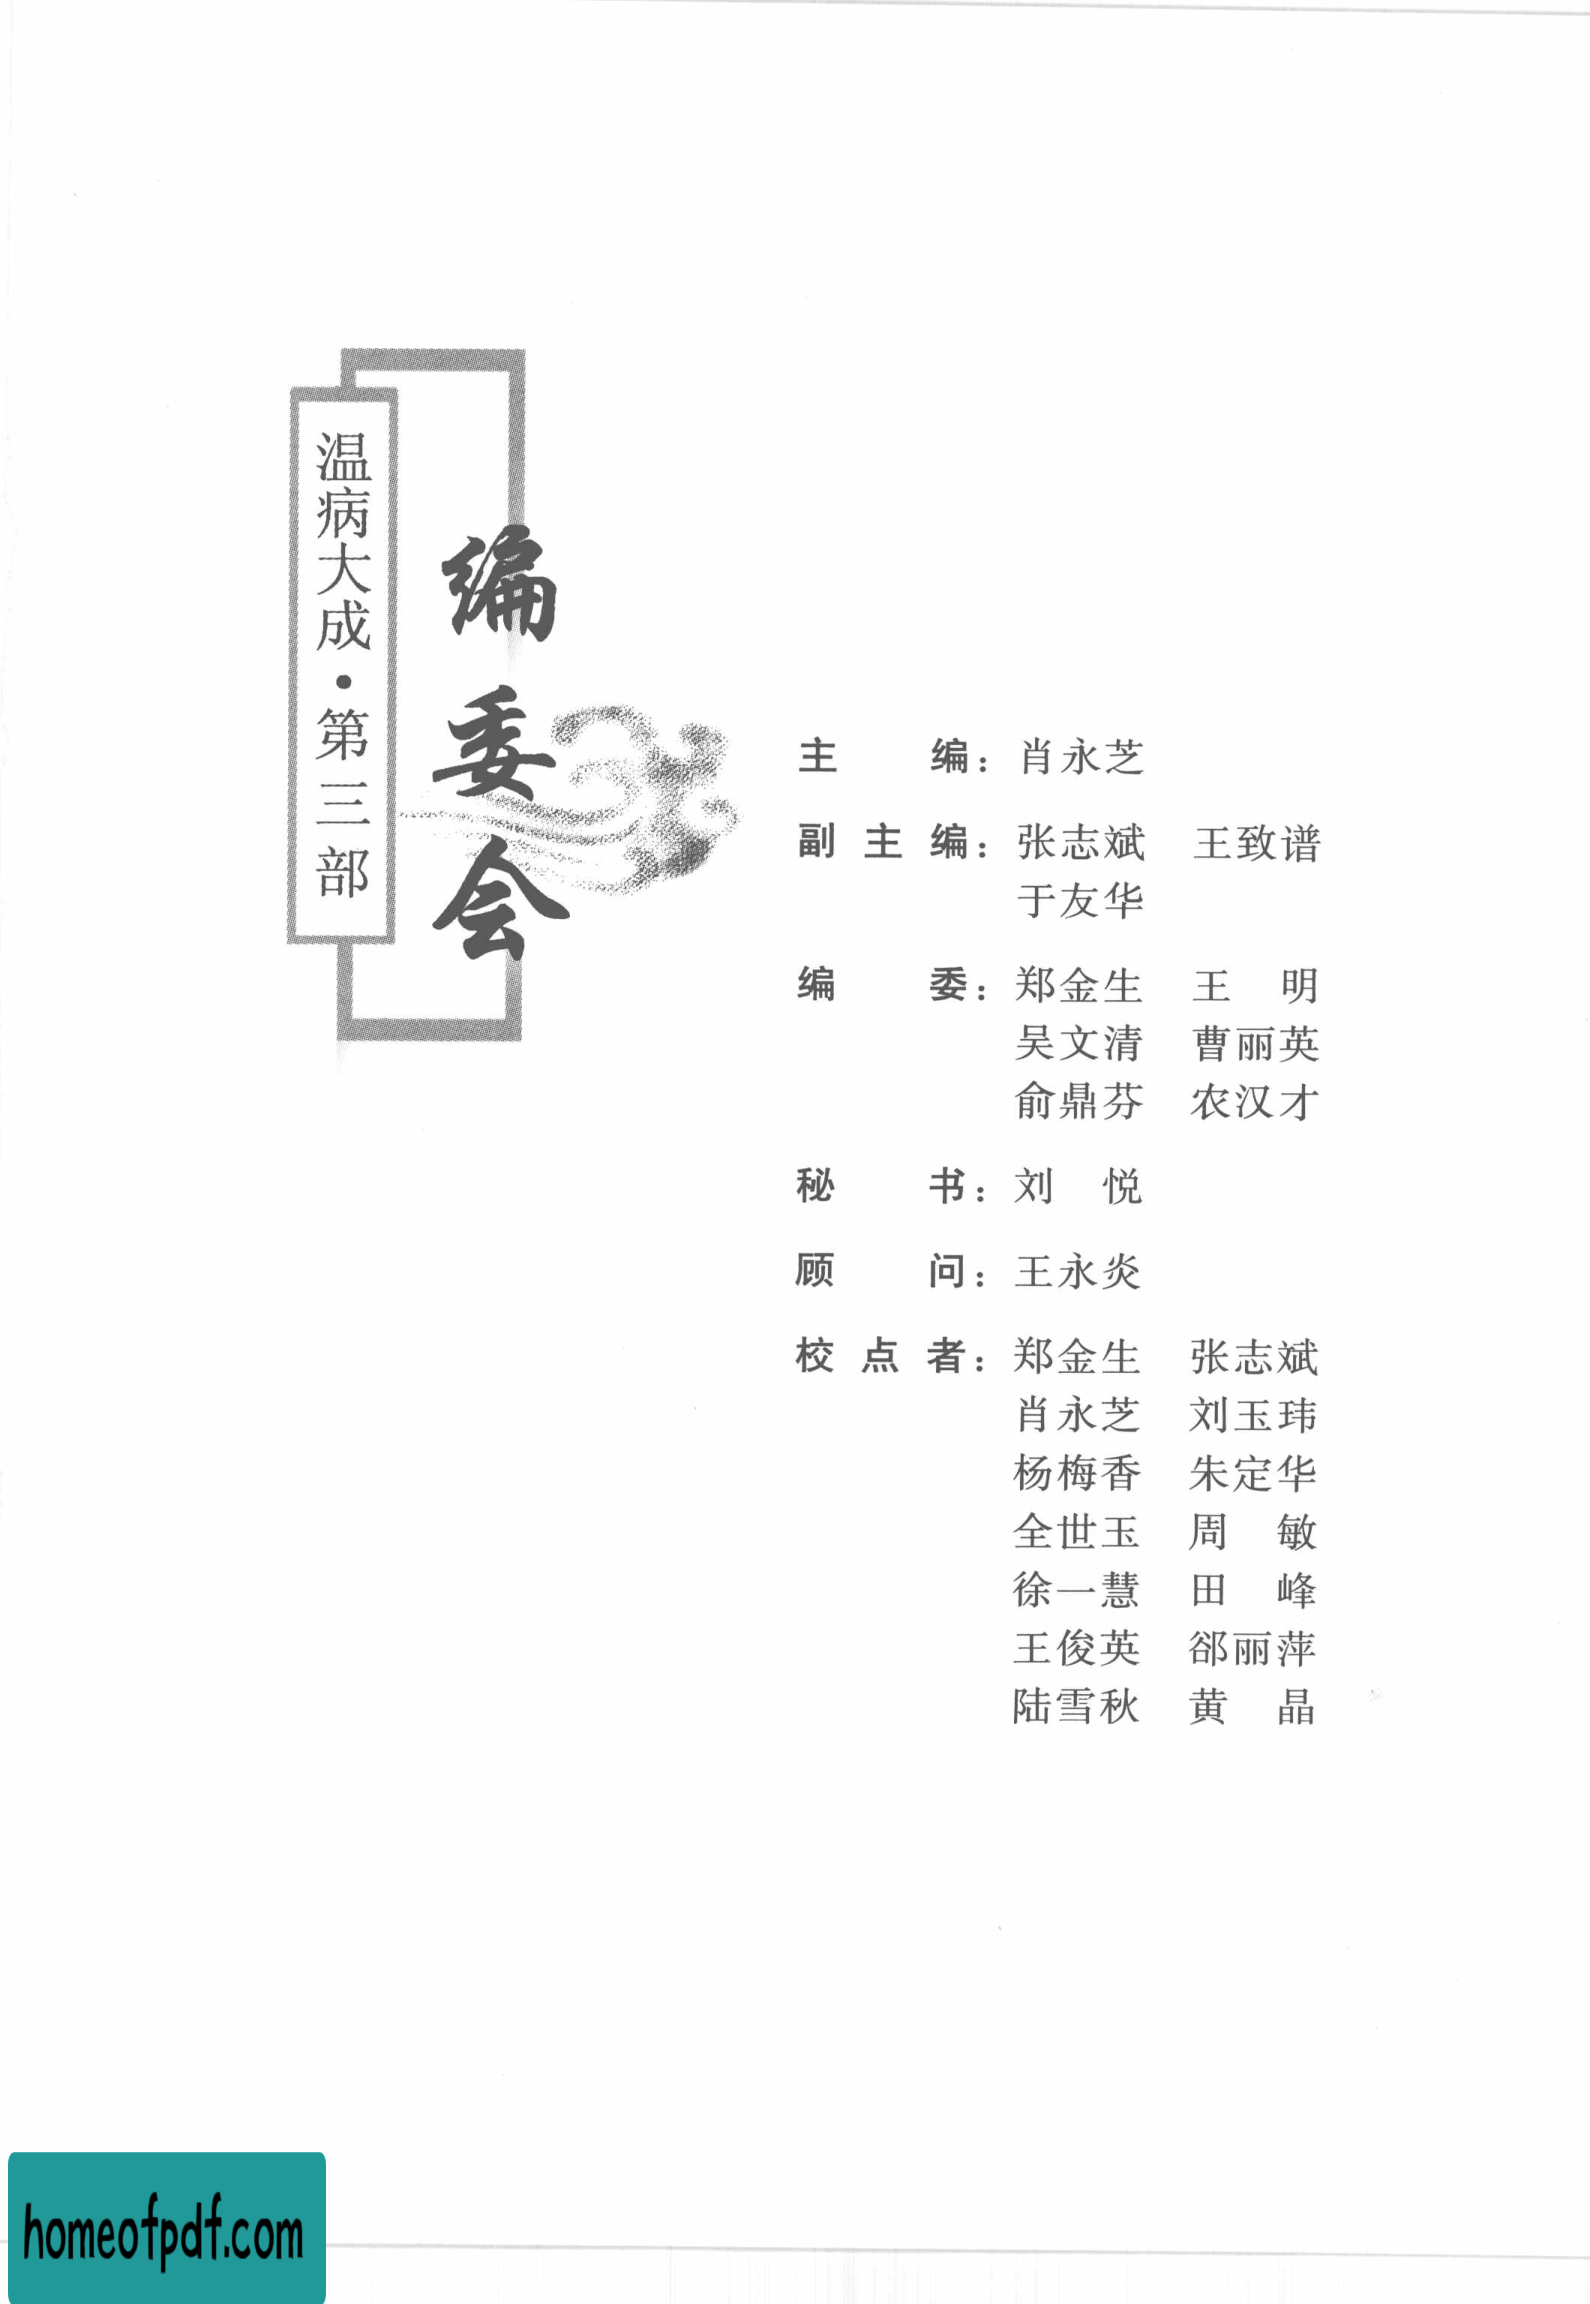 温病大成·第三部
编委会
主 编：肖永芝
副主编：张志斌 王致谱
于友华
编 委：郑金生 王 明
吴文清 曹丽英
俞鼎芬 农汉才
秘 书：刘 悦
顾 问：王永炎
校点者：郑金生 张志斌
肖永芝 刘玉玮
杨梅香 朱定华
全世玉 周 敏
徐一慧 田 峰
王俊英 郤丽萍
陆雪秋 黄 晶
homeofpdf.com